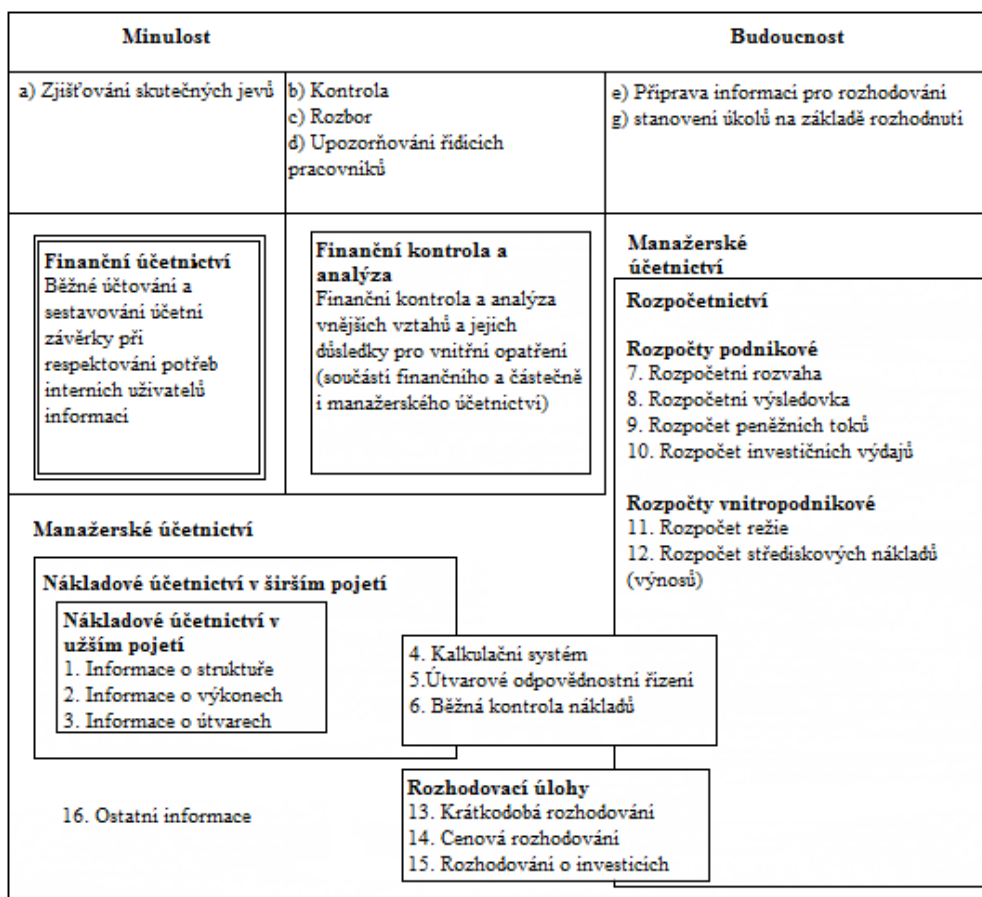 Minulost
Budoucnost
a) Zjišťování skutečných jevů
b) Kontrola
c) Rozbor
d) Upozorňování řídících
pracovníků
e) Příprava informaci pro rozhodování
g) stanovení úkolů na základě rozhodnuti
Finanční účetnictví
Běžné účtování a
sestavování účetní
závěrky při
respektování potřeb
interních uživatelů
informací
Finanční kontrola a
analýza
Finanční kontrola a analýza
vnějších vztahů a jejich
důsledky pro vnitřní opatření
(součásti finančního a částečně
i manažerského účetnictví)
Manažerské
účetnictví
Rozpočetnictví
Rozpočty podnikové
7. Rozpočetní rozvaha
8. Rozpočetní výsledovka
9. Rozpočet peněžních toků
10. Rozpočet investičních výdajů
Rozpočty vnitropodnikové
11. Rozpočet režie
12. Rozpočet střediskových nákladů
(výnosů)
Manažerské účetnictví
Nákladové účetnictví v širším pojetí
Nákladové účetnictví v
užším pojetí
1. Informace o struktuře
2. Informace o výkonech
3. Informace o útvarech
4. Kalkulační systém
5.Útvarové odpovědnostní řízení
6. Běžná kontrola nákladů
Rozhodovací úlohy
13. Krátkodobá rozhodování
14. Cenová rozhodování
15. Rozhodování o investicích
16. Ostatní informace